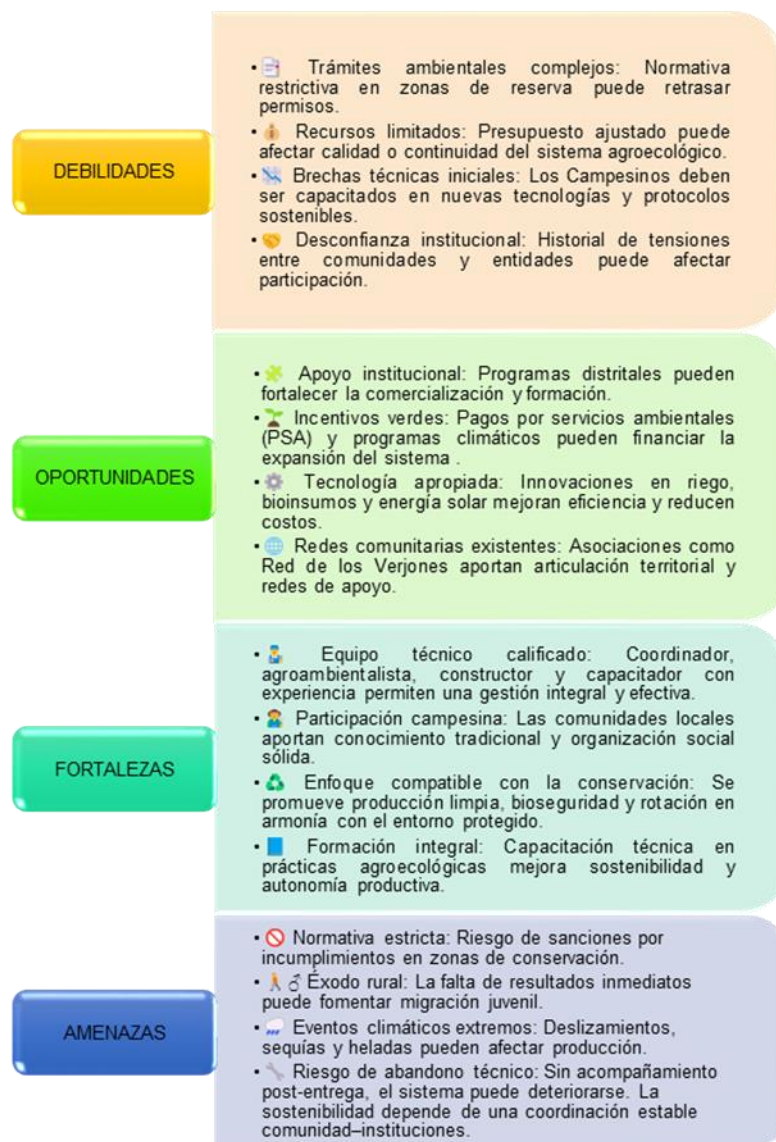 DEBILIDADES
• Trámites ambientales complejos: Normativa
restrictiva en zonas de reserva puede retrasar
permisos.
• Recursos limitados: Presupuesto ajustado puede
afectar calidad o continuidad del sistema agroecológico.
• Brechas técnicas iniciales: Los Campesinos deben
ser capacitados en nuevas tecnologías y protocolos
sostenibles.
• Desconfianza institucional: Historial de tensiones
entre comunidades y entidades puede afectar
participación.
OPORTUNIDADES
• Apoyo institucional: Programas distritales pueden
fortalecer la comercialización y formación.
• Incentivos verdes: Pagos por servicios ambientales
(PSA) y programas climáticos pueden financiar la
expansión del sistema .
• Tecnología apropiada: Innovaciones en riego,
bioinsumos y energía solar mejoran eficiencia y reducen
costos.
• Redes comunitarias existentes: Asociaciones como
Red de los Verjones aportan articulación territorial y
redes de apoyo.
FORTALEZAS
• Equipo técnico calificado: Coordinador,
agroambientalista, constructor y capacitador con
experiencia permiten una gestión integral y efectiva.
• Participación campesina: Las comunidades locales
aportan conocimiento tradicional y organización social
sólida.
• Enfoque compatible con la conservación: Se
promueve producción limpia, bioseguridad y rotación en
armonía con el entorno protegido.
• Formación integral: Capacitación técnica en
prácticas agroecológicas mejora sostenibilidad y
autonomía productiva.
AMENAZAS
• Normativa estricta: Riesgo de sanciones por
incumplimientos en zonas de conservación.
• Éxodo rural: La falta de resultados inmediatos
puede fomentar migración juvenil.
• Eventos climáticos extremos: Deslizamientos,
sequías y heladas pueden afectar producción.
• Riesgo de abandono técnico: Sin acompañamiento
post-entrega, el sistema puede deteriorarse. La
sostenibilidad depende de una coordinación estable
comunidad–instituciones.